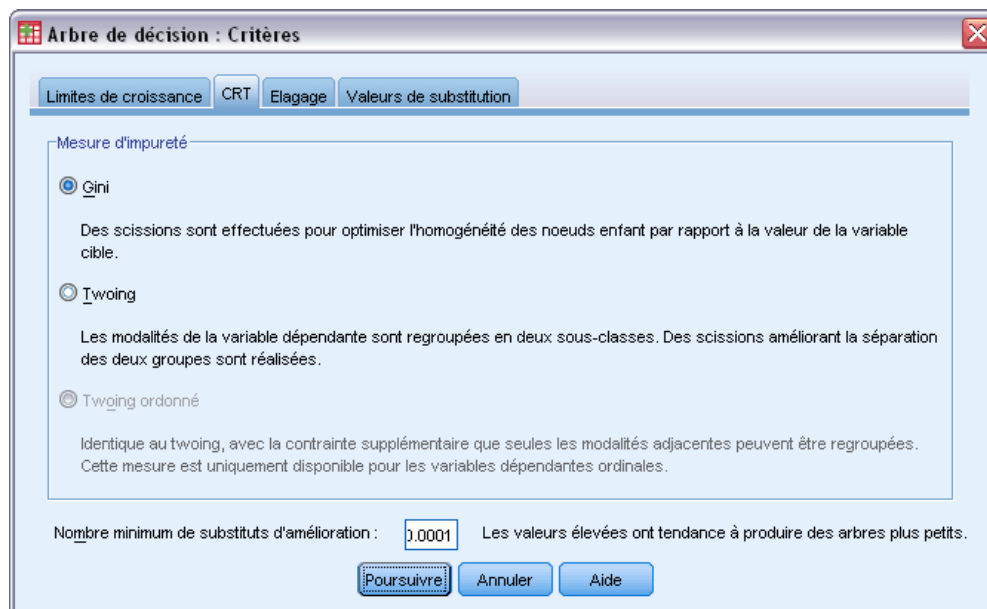 Arbre de décision : Critères
Limites de croissance CRT Elagage Valeurs de substitution
Mesure d'impureté
Gini
Des scissions sont effectuées pour optimiser l'homogénéité des noeuds enfant par rapport à la valeur de la variable
cible.
Twoing
Les modalités de la variable dépendante sont regroupées en deux sous-classes. Des scissions améliorant la séparation
des deux groupes sont réalisées.
Twoing ordonné
Identique au twoing, avec la contrainte supplémentaire que seules les modalités adjacentes peuvent être regroupées.
Cette mesure est uniquement disponible pour les variables dépendantes ordinales.
Nombre minimum de substituts d'amélioration : 0.0001 Les valeurs élevées ont tendance à produire des arbres plus petits.
Poursuivre Annuler Aide